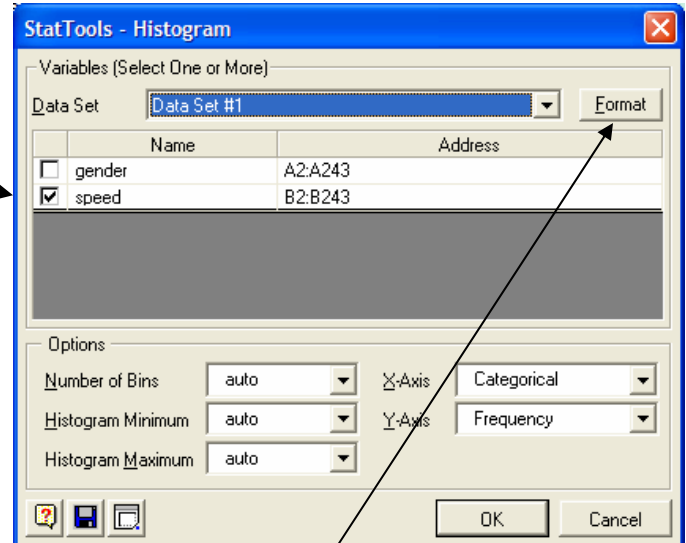 StatTools - Histogram
Variables (Select One or More)
Data Set Data Set #1 Format
Name Address
gender A2:A243
speed B2:B243
Options
Number of Bins auto X-Axis Categorical
Histogram Minimum auto Y-Axis Frequency
Histogram Maximum auto
OK Cancel